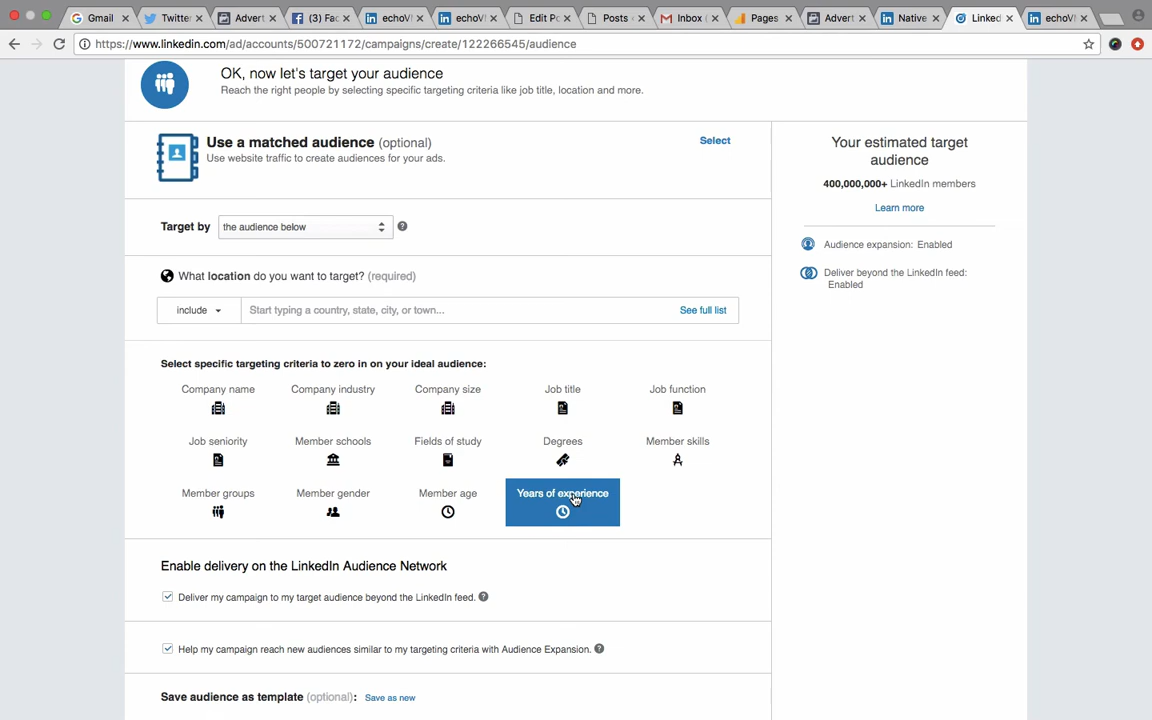 Gmail
Twitter
Advert
(3) Fac
echoV
echoV
Edit Po
Posts
Inbox (
Pages
Advert
Native
Linked
echoV
https://www.linkedin.com/ad/accounts/500721172/campaigns/create/122266545/audience
OK, now let's target your audience
Reach the right people by selecting specific targeting criteria like job title, location and more.
Use a matched audience (optional)
Select
Use website traffic to create audiences for your ads.
Your estimated target
audience
400,000,000+ LinkedIn members
Learn more
Audience expansion: Enabled
Deliver beyond the LinkedIn feed:
Enabled
Target by the audience below ?
What location do you want to target? (required)
include Start typing a country, state, city, or town... See full list
Select specific targeting criteria to zero in on your ideal audience:
Company name Company industry Company size Job title Job function
Job seniority Member schools Fields of study Degrees Member skills
Member groups Member gender Member age Years of experience
Enable delivery on the LinkedIn Audience Network
Deliver my campaign to my target audience beyond the LinkedIn feed. ?
Help my campaign reach new audiences similar to my targeting criteria with Audience Expansion. ?
Save audience as template (optional): Save as new